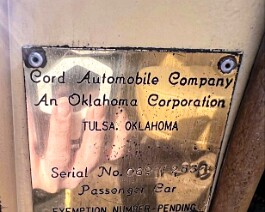 Cord Automobile Company
An Oklahoma Corporation
TULSA, OKLAHOMA
Serial No.
Passenger Car
EXEMPTION NUMBER-PENDING